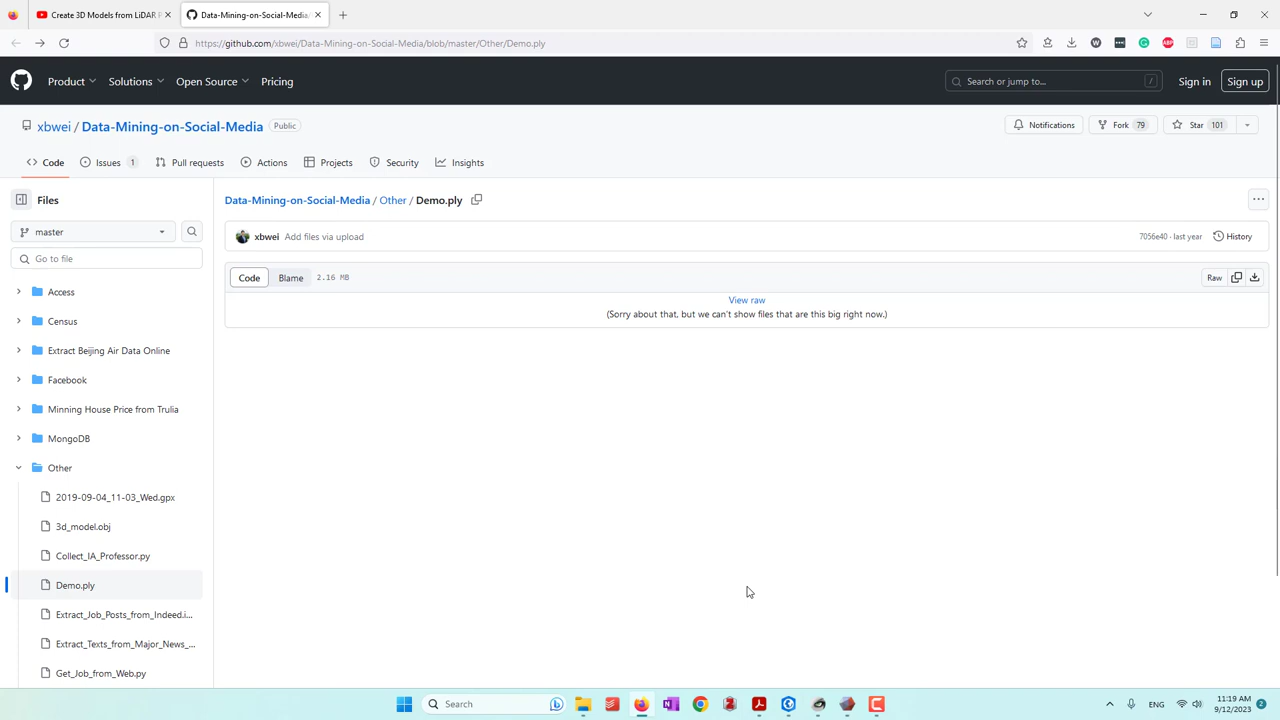 Create 3D Models from LiDAR P
Data-Mining-on-Social-Media/
https://github.com/xbwei/Data-Mining-on-Social-Media/blob/master/Other/Demo.ply
Product
Solutions
Open Source
Pricing
Search or jump to...
/
Sign in
Sign up
xbwei / Data-Mining-on-Social-Media
Public
Notifications
Fork 79
Star 101
Code
Issues 1
Pull requests
Actions
Projects
Security
Insights
Files
master
Go to file
Access
Census
Extract Beijing Air Data Online
Facebook
Minning House Price from Trulia
MongoDB
Other
2019-09-04_11-03_Wed.gpx
3d_model.obj
Collect_IA_Professor.py
Demo.ply
Extract_Job_Posts_from_Indeed.i...
Extract_Texts_from_Major_News_...
Get_Job_from_Web.py
Data-Mining-on-Social-Media / Other / Demo.ply
xbwei Add files via upload
7056e40 · last year
History
Code
Blame
2.16 MB
Raw
View raw
(Sorry about that, but we can't show files that are this big right now.)
Search
ENG
11:19 AM
9/12/2023
2